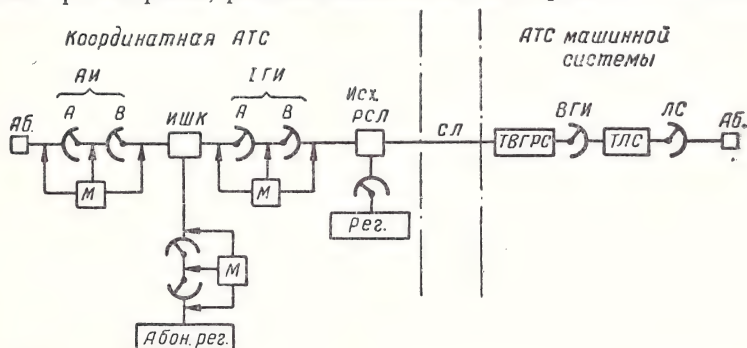 Координатная АТС
АТС машинной
системы
АИ
I ГИ
Исх.
РСЛ
Аб.
А
В
ИШК
А
В
СЛ
ТВГРС
ВГИ
ТЛС
ЛС
Аб.
М
М
Рег.
М
Абон. рег.